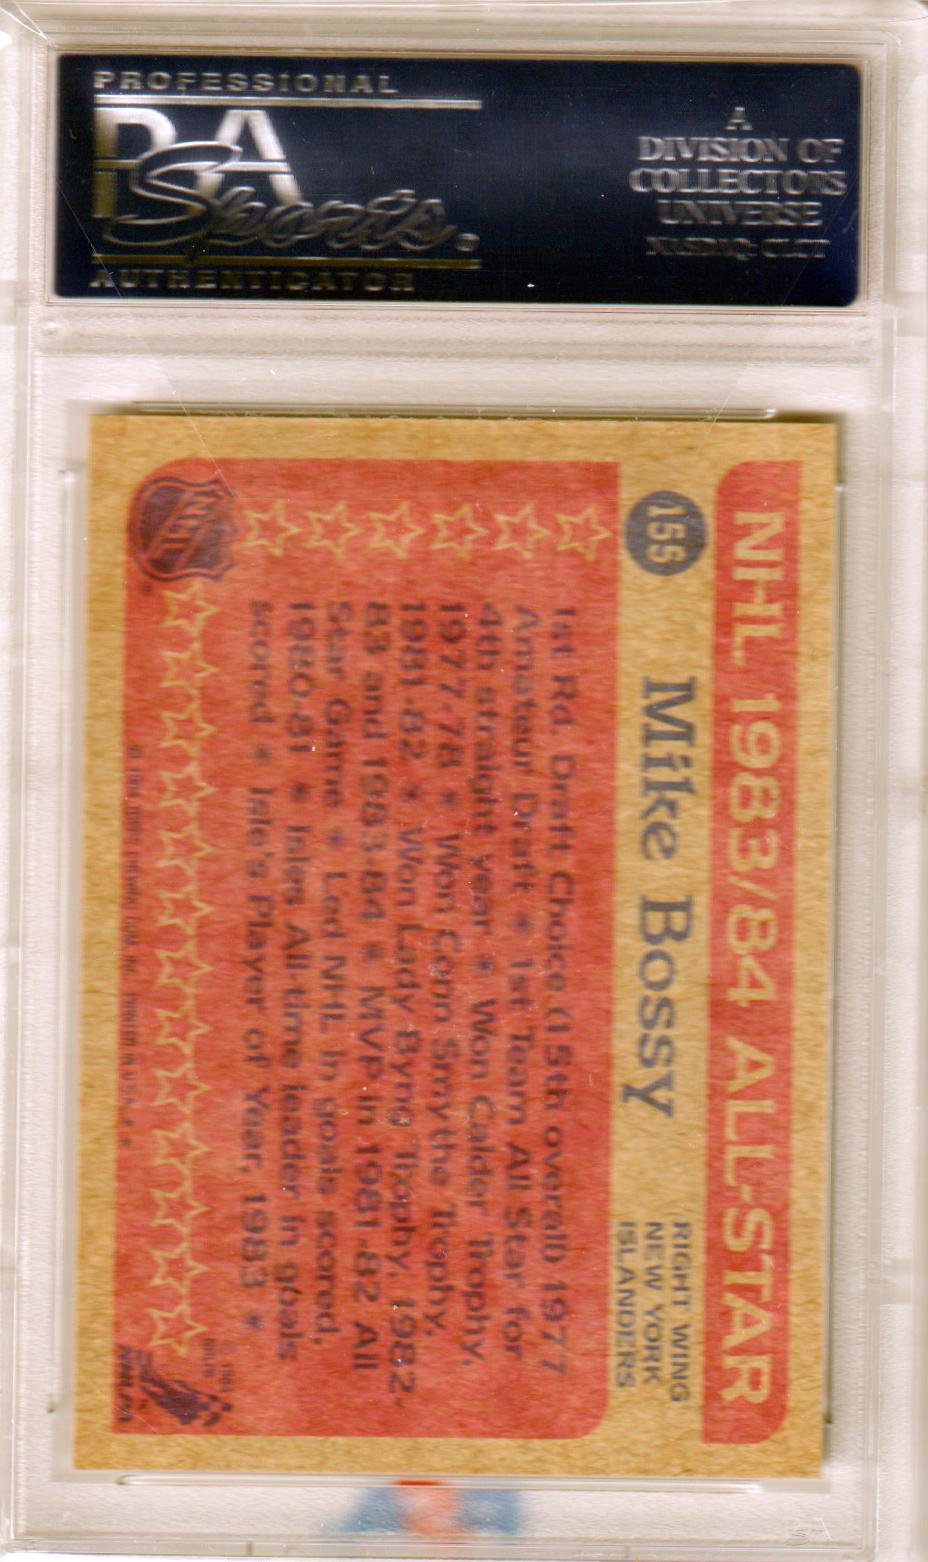 PROFESSIONAL
PSA
Sports
AUTHENTICATOR
A
DIVISION OF
COLLECTORS
UNIVERSE
NASDAQ: CLCT
NHL 1983/84 ALL-STAR
155
Mike Bossy
RIGHT WING
NEW YORK
ISLANDERS
1st Rd. Draft Choice (15th overall) 1977
Amateur Draft ★ 1st Team All Star for
4th straight year ★ Won Calder Trophy,
1977-78 ★ Won Conn Smythe Trophy,
1981-82 ★ Won Lady Byng Trophy, 1982-
83 and 1983-84 ★ MVP in 1981-82 All
Star Game ★ Led NHL in goals scored,
1980-81 ★ Isles All-time leader in goals
scored ★ Isle's Player of Year, 1983 ★
NHL
NHLPA
PSA